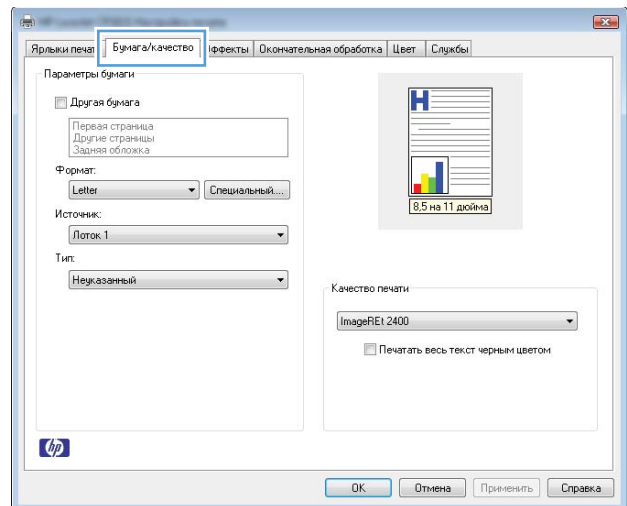 Ярлыки печат Бумага/качество ффекты Окончательная обработка Цвет Службы
Параметры бумаги
Другая бумага
Первая страница
Другие страницы
Задняя обложка
Формат:
Letter Специальный....
Источник:
Лоток 1
Тип:
Неуказанный
8,5 на 11 дюйма
Качество печати
ImageREt 2400
Печатать весь текст черным цветом
hp
OK Отмена Применить Справка